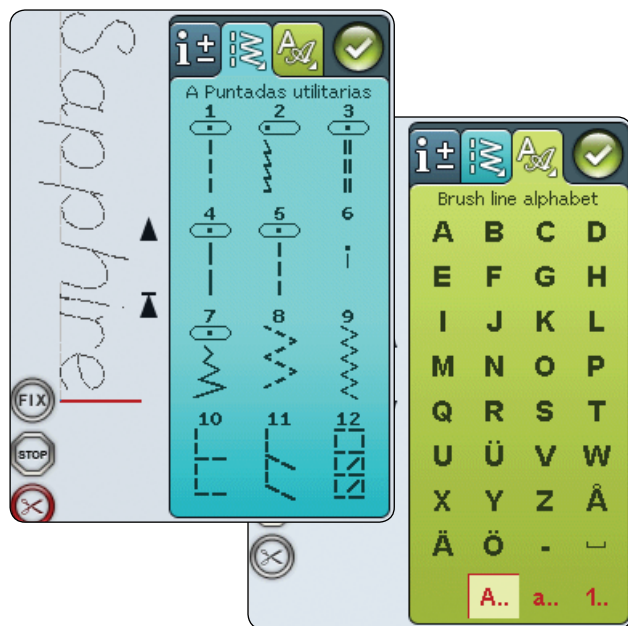 Sapphire
A Puntadas utilitarias
1 2 3
4 5 6
7 8 9
10 11 12
FIX
STOP
i ±
A A
i ±
A A
Brush line alphabet
A B C D
E F G H
I J K L
M N O P
Q R S T
U Ü V W
X Y Z Å
Ä Ö - ⎵
A.. a.. 1..